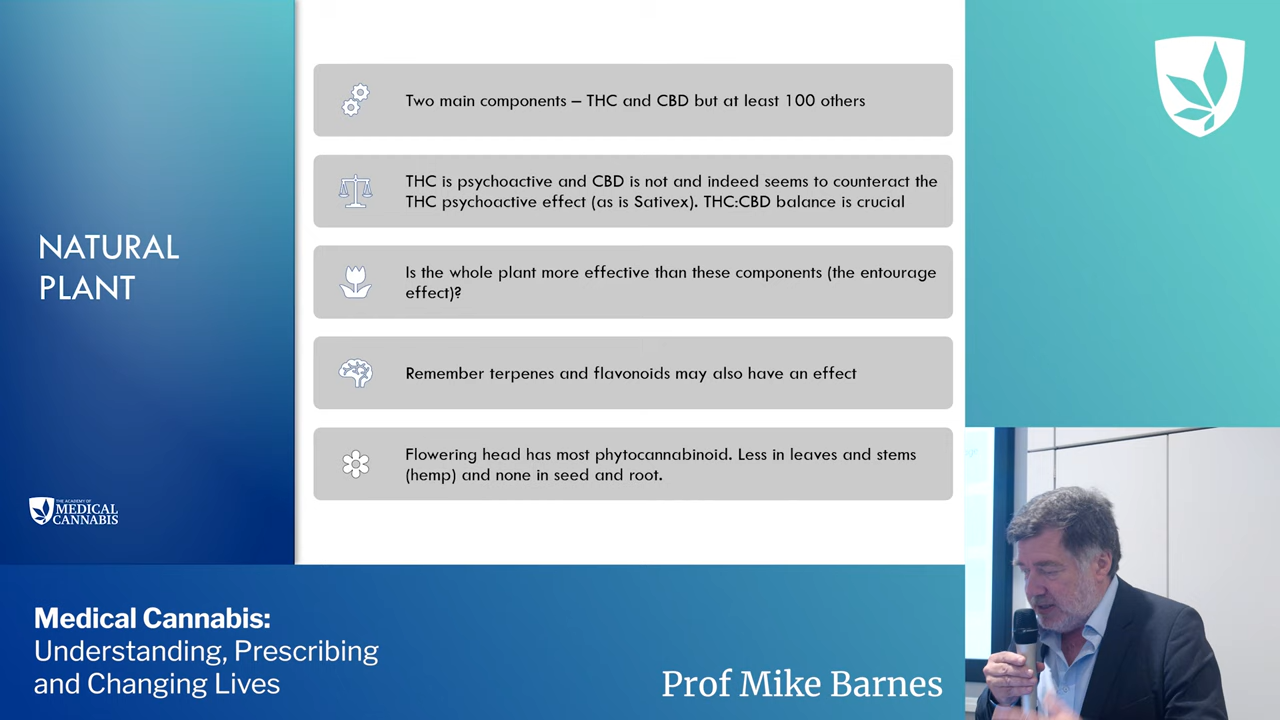 NATURAL
PLANT
THE ACADEMY OF
MEDICAL
CANNABIS
Two main components – THC and CBD but at least 100 others
THC is psychoactive and CBD is not and indeed seems to counteract the
THC psychoactive effect (as is Sativex). THC:CBD balance is crucial
Is the whole plant more effective than these components (the entourage
effect)?
Remember terpenes and flavonoids may also have an effect
Flowering head has most phytocannabinoid. Less in leaves and stems
(hemp) and none in seed and root.
Medical Cannabis:
Understanding, Prescribing
and Changing Lives
Prof Mike Barnes